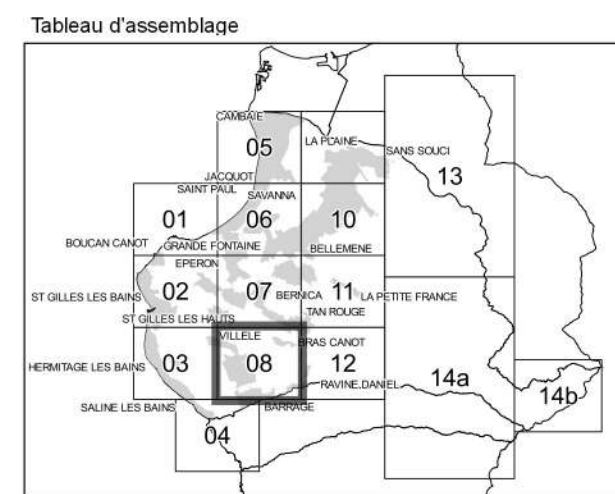 Tableau d'assemblage
CAMBAIE
05
LA PLAINE
SANS SOUCI
13
JACQUOT
SAINT PAUL
SAVANNA
01
06
10
BOUCAN CANOT
GRANDE FONTAINE
BELLEMENE
EPERON
ST GILLES LES BAINS
02
07
BERNICA
11
LA PETITE FRANCE
ST GILLES LES HAUTS
TAN ROUGE
VILLELE
BRAS CANOT
HERMITAGE LES BAINS
03
08
12
14a
14b
RAVINE DANIEL
SALINE LES BAINS
BARRAGE
04